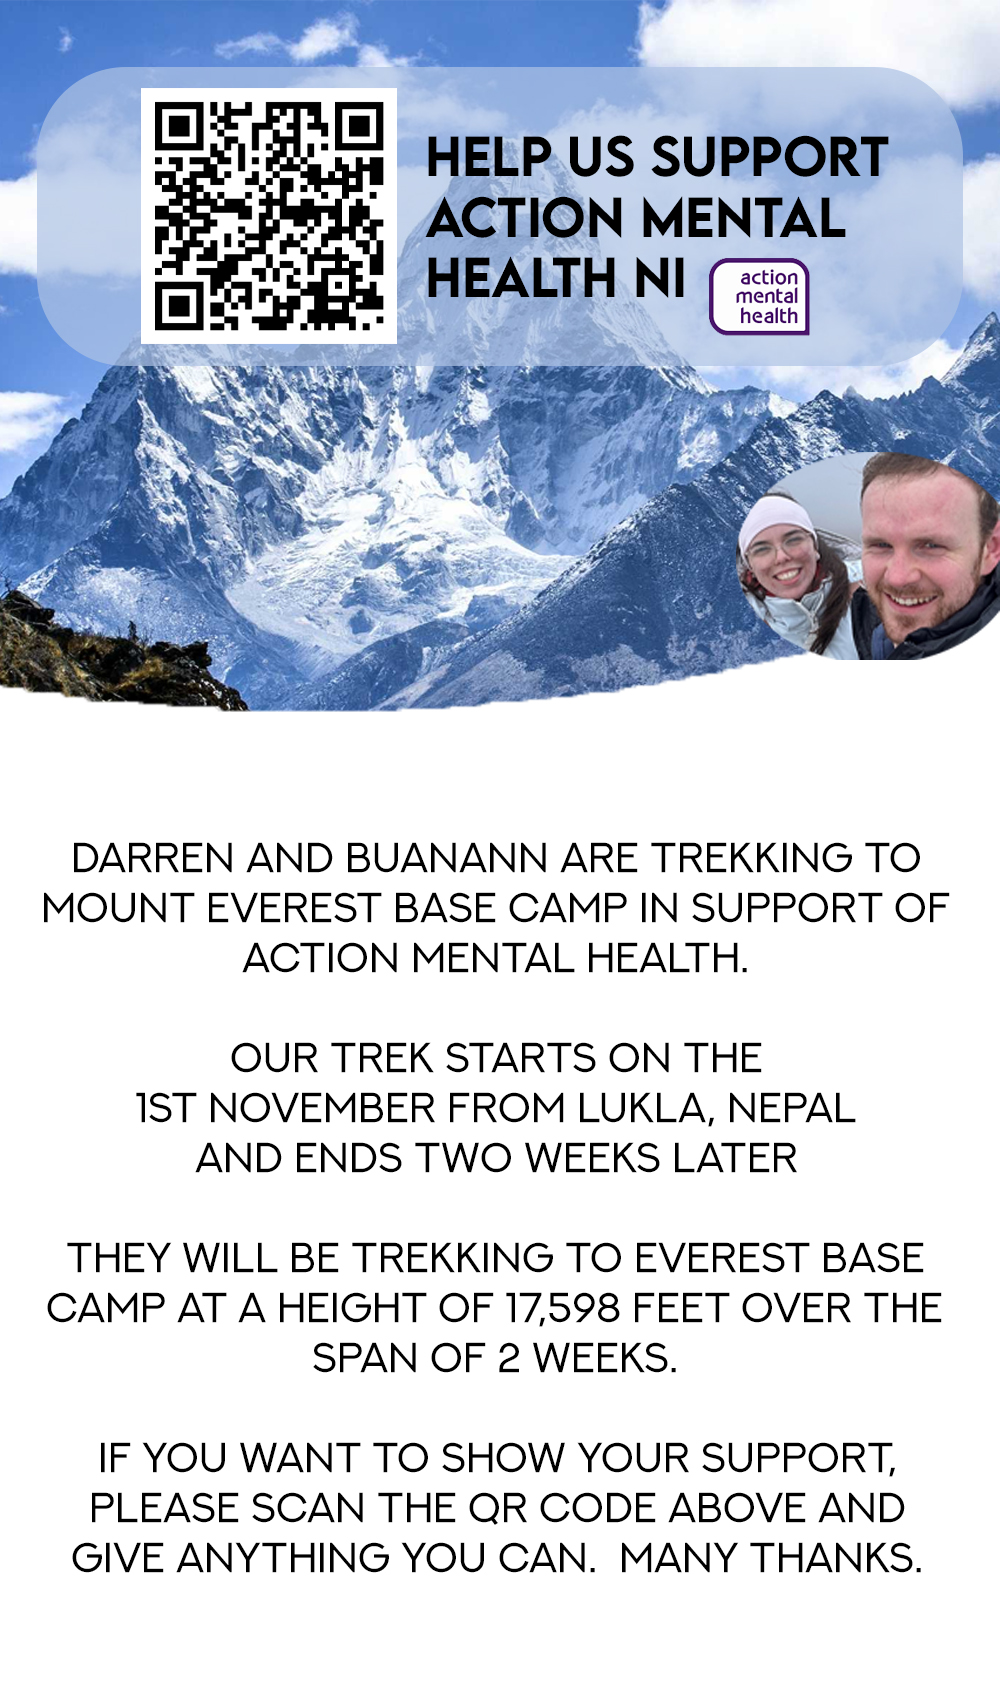 HELP US SUPPORT
ACTION MENTAL
HEALTH NI
action
mental
health
DARREN AND BUANANN ARE TREKKING TO
MOUNT EVEREST BASE CAMP IN SUPPORT OF
ACTION MENTAL HEALTH.
OUR TREK STARTS ON THE
1ST NOVEMBER FROM LUKLA, NEPAL
AND ENDS TWO WEEKS LATER
THEY WILL BE TREKKING TO EVEREST BASE
CAMP AT A HEIGHT OF 17,598 FEET OVER THE
SPAN OF 2 WEEKS.
IF YOU WANT TO SHOW YOUR SUPPORT,
PLEASE SCAN THE QR CODE ABOVE AND
GIVE ANYTHING YOU CAN.  MANY THANKS.